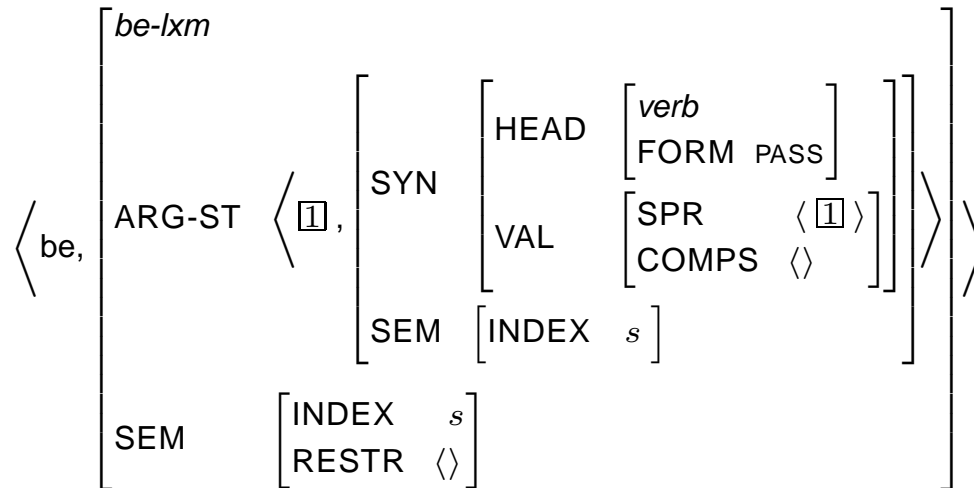 be-lxm
HEAD [verb
FORM PASS]
SYN
ARG-ST ⟨ 1 , SPR ⟨ 1 ⟩
⟨ be, VAL
COMPS ⟨⟩
SEM [INDEX s]
INDEX s
SEM
RESTR ⟨⟩